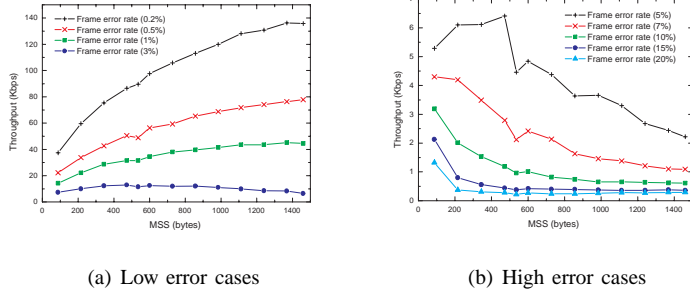 Frame error rate (0.2%)
Frame error rate (0.5%)
Frame error rate (1%)
Frame error rate (3%)
Throughput (Kbps)
140
120
100
80
60
40
20
0
0 200 400 600 800 1000 1200 1400
MSS (bytes)
(a) Low error cases
Frame error rate (5%)
Frame error rate (7%)
Frame error rate (10%)
Frame error rate (15%)
Frame error rate (20%)
Throughput (Kbps)
7
6
5
4
3
2
1
0
0 200 400 600 800 1000 1200 1400
MSS (bytes)
(b) High error cases